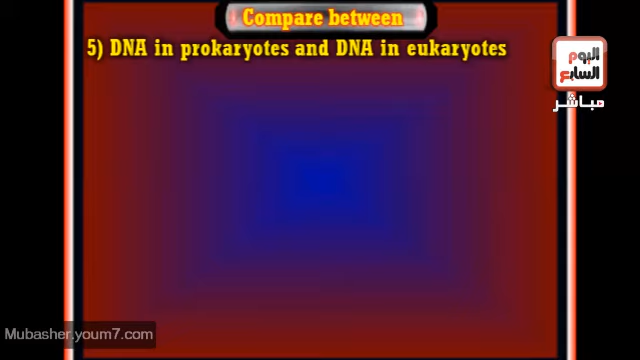 Compare between
5) DNA in prokaryotes and DNA in eukaryotes
اليوم
السابع
مباشر
Mubasher.youm7.com